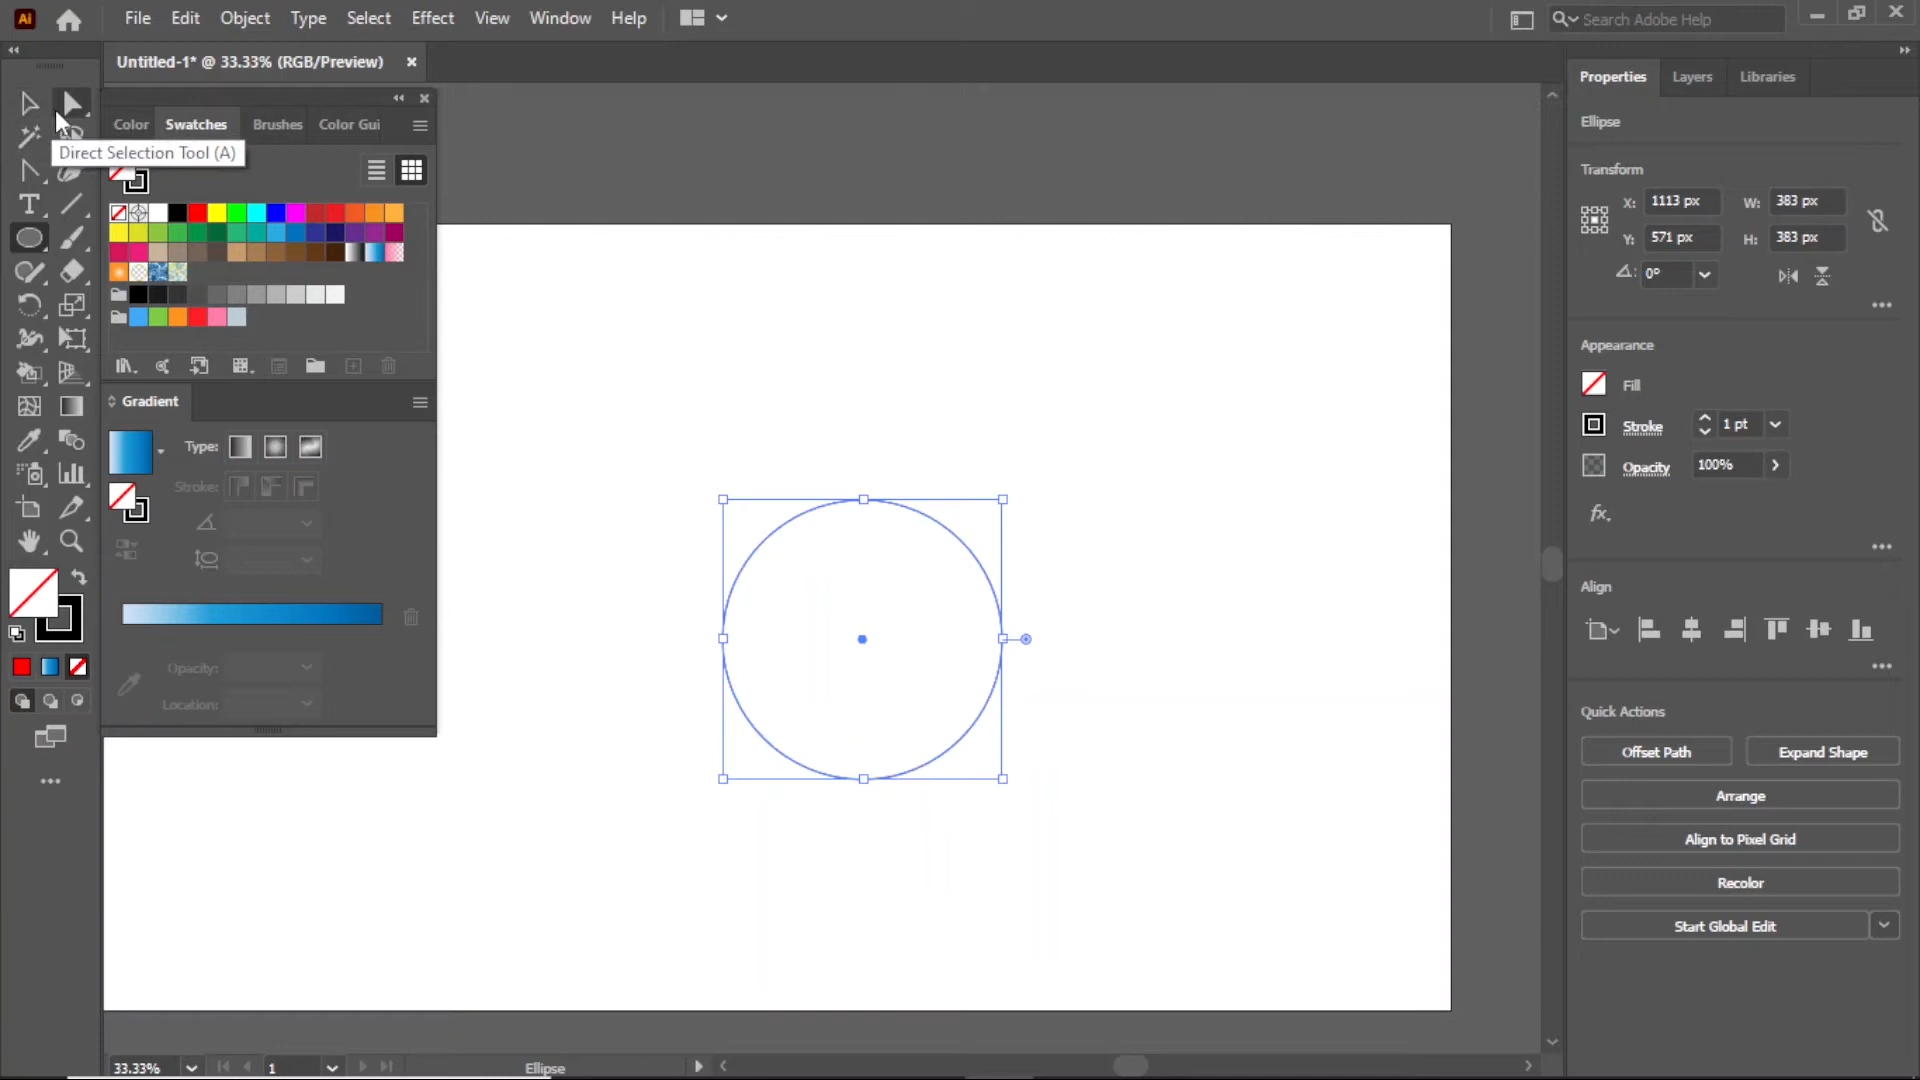 Ai File Edit Object Type Select Effect View Window Help Search Adobe Help
Untitled-1* @ 33.33% (RGB/Preview)
Color Swatches Brushes Color Gui
Direct Selection Tool (A)
Gradient
Type:
Stroke:
Opacity:
Location:
33.33% 1 Ellipse
Properties Layers Libraries
Ellipse
Transform
X: 1113 px W: 383 px
Y: 571 px H: 383 px
0°
Appearance
Fill
Stroke 1 pt
Opacity 100%
fx.
Align
Quick Actions
Offset Path Expand Shape
Arrange
Align to Pixel Grid
Recolor
Start Global Edit